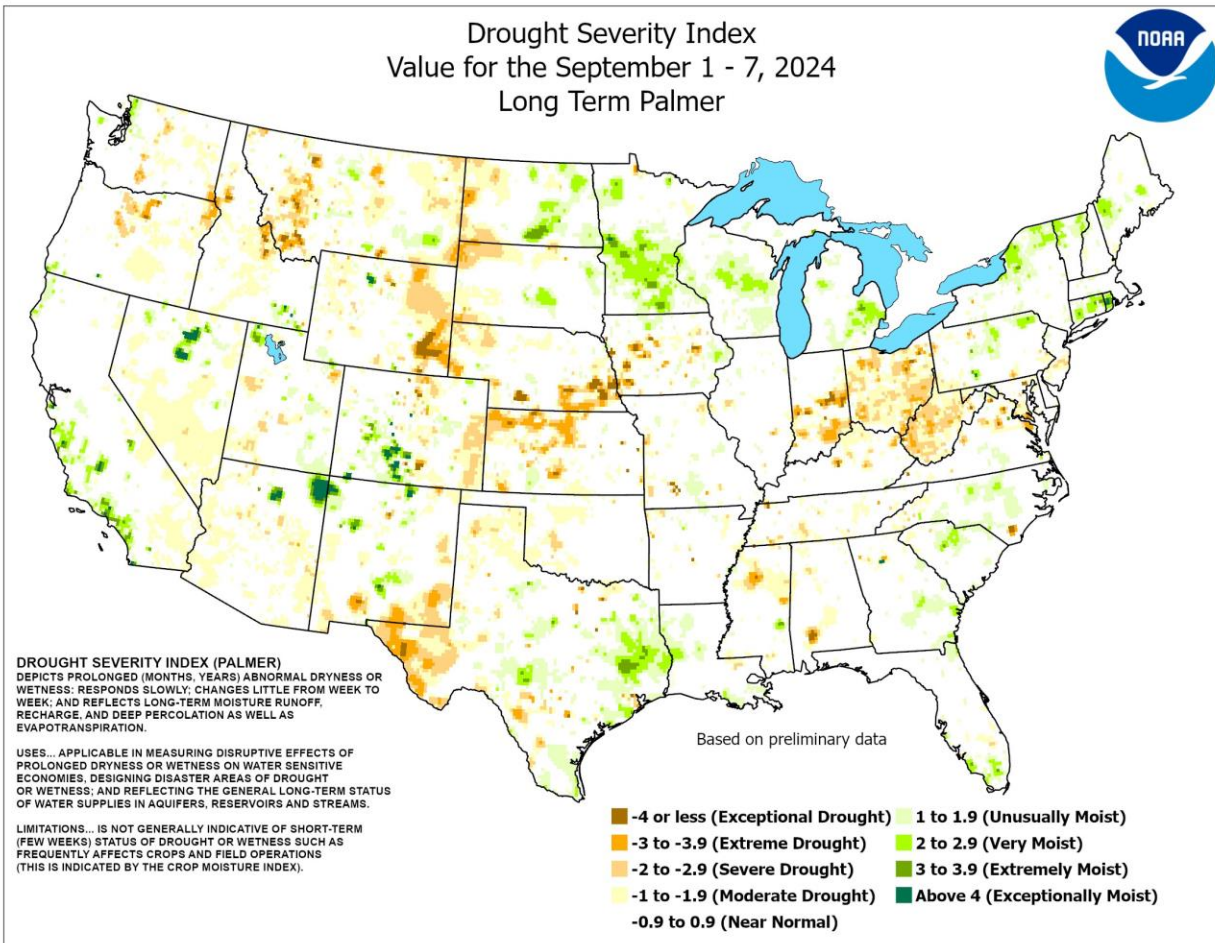 Drought Severity Index
Value for the September 1 - 7, 2024
Long Term Palmer
NOAA
DROUGHT SEVERITY INDEX (PALMER)
DEPICTS PROLONGED (MONTHS, YEARS) ABNORMAL DRYNESS OR
WETNESS: RESPONDS SLOWLY; CHANGES LITTLE FROM WEEK TO
WEEK; AND REFLECTS LONG-TERM MOISTURE RUNOFF,
RECHARGE, AND DEEP PERCOLATION AS WELL AS
EVAPOTRANSPIRATION.
USES... APPLICABLE IN MEASURING DISRUPTIVE EFFECTS OF
PROLONGED DRYNESS OR WETNESS ON WATER SENSITIVE
ECONOMIES, DESIGNING DISASTER AREAS OF DROUGHT
OR WETNESS; AND REFLECTING THE GENERAL LONG-TERM STATUS
OF WATER SUPPLIES IN AQUIFERS, RESERVOIRS AND STREAMS.
LIMITATIONS... IS NOT GENERALLY INDICATIVE OF SHORT-TERM
(FEW WEEKS) STATUS OF DROUGHT OR WETNESS SUCH AS
FREQUENTLY AFFECTS CROPS AND FIELD OPERATIONS
(THIS IS INDICATED BY THE CROP MOISTURE INDEX).
Based on preliminary data
-4 or less (Exceptional Drought)
-3 to -3.9 (Extreme Drought)
-2 to -2.9 (Severe Drought)
-1 to -1.9 (Moderate Drought)
-0.9 to 0.9 (Near Normal)
1 to 1.9 (Unusually Moist)
2 to 2.9 (Very Moist)
3 to 3.9 (Extremely Moist)
Above 4 (Exceptionally Moist)